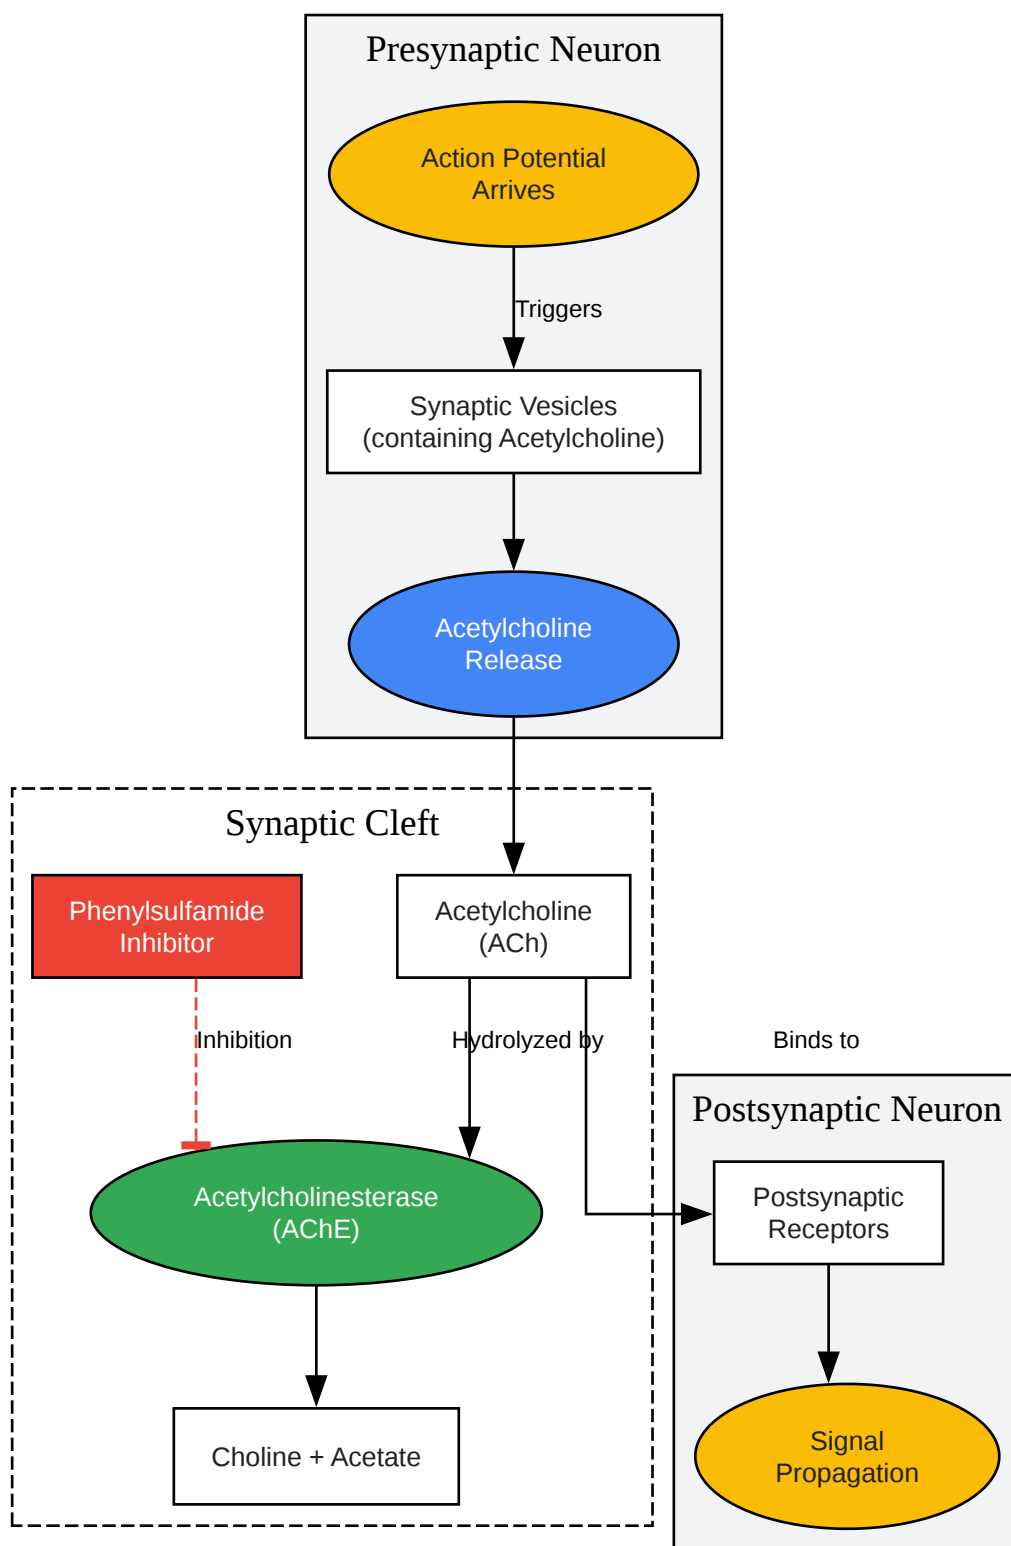 Presynaptic Neuron
Action Potential
Arrives
Triggers
Synaptic Vesicles
(containing Acetylcholine)
Acetylcholine
Release
Synaptic Cleft
Phenylsulfamide
Inhibitor
Acetylcholine
(ACh)
Inhibition
Hydrolyzed by
Binds to
Postsynaptic Neuron
Acetylcholinesterase
(AChE)
Postsynaptic
Receptors
Choline + Acetate
Signal
Propagation